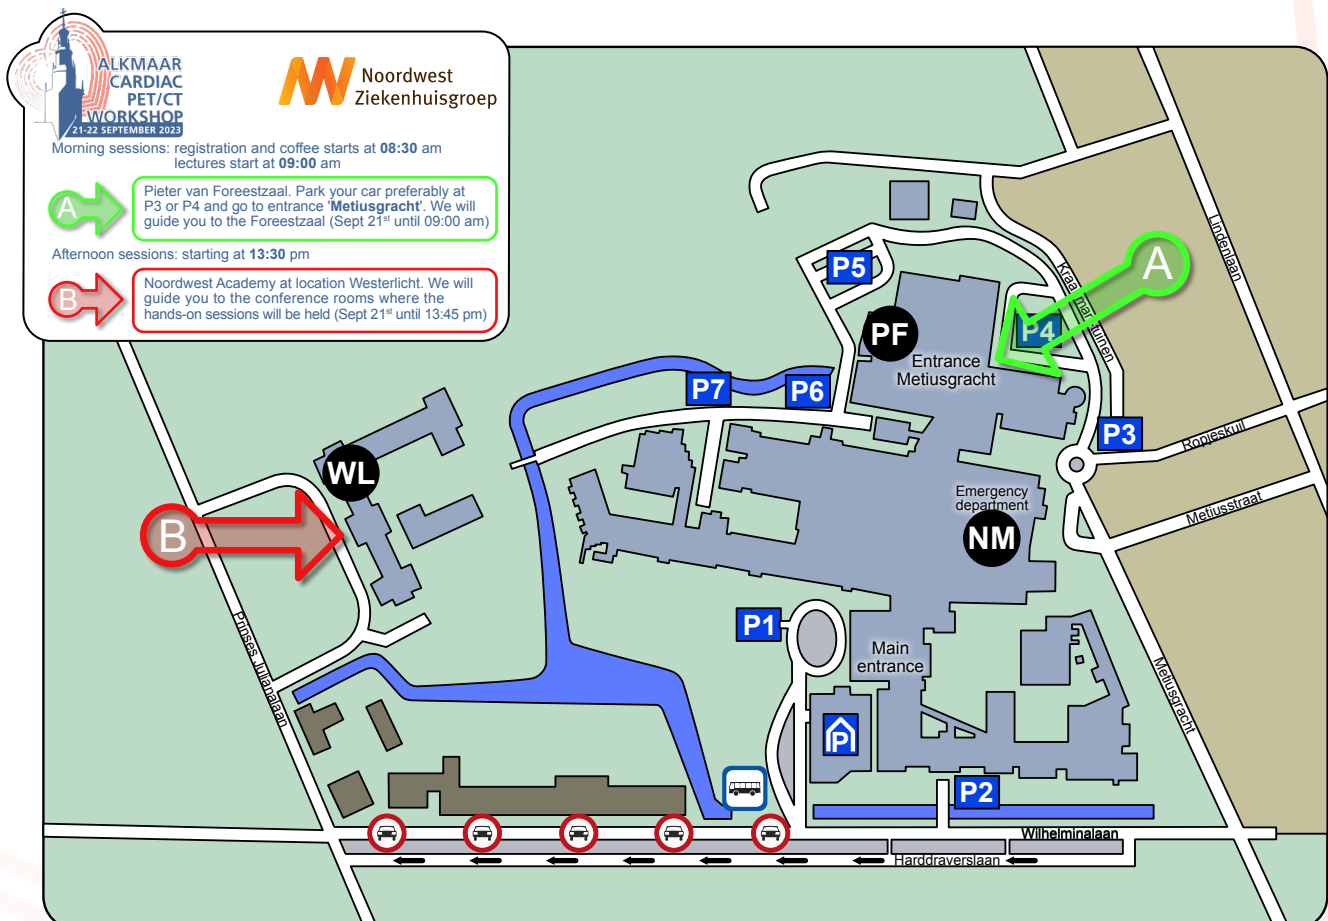 ALKMAAR
CARDIAC
PET/CT
WORKSHOP
21-22 SEPTEMBER 2023
Noordwest
Ziekenhuisgroep
Morning sessions: registration and coffee starts at 08:30 am
lectures start at 09:00 am
A
Pieter van Foreestzaal. Park your car preferably at
P3 or P4 and go to entrance 'Metiusgracht'. We will
guide you to the Foreestzaal (Sept 21st until 09:00 am)
Afternoon sessions: starting at 13:30 pm
B
Noordwest Academy at location Westerlicht. We will
guide you to the conference rooms where the
hands-on sessions will be held (Sept 21st until 13:45 pm)
Lindenlaan
A
P5
P4
PF
Entrance
Metiusgracht
P7
P6
P3
Ropjeskuil
WL
Emergency
department
Metiusstraat
NM
B
P1
Main
entrance
Prinses Julianalaan
Metiusgracht
P
P2
Wilhelminalaan
Harddraverslaan